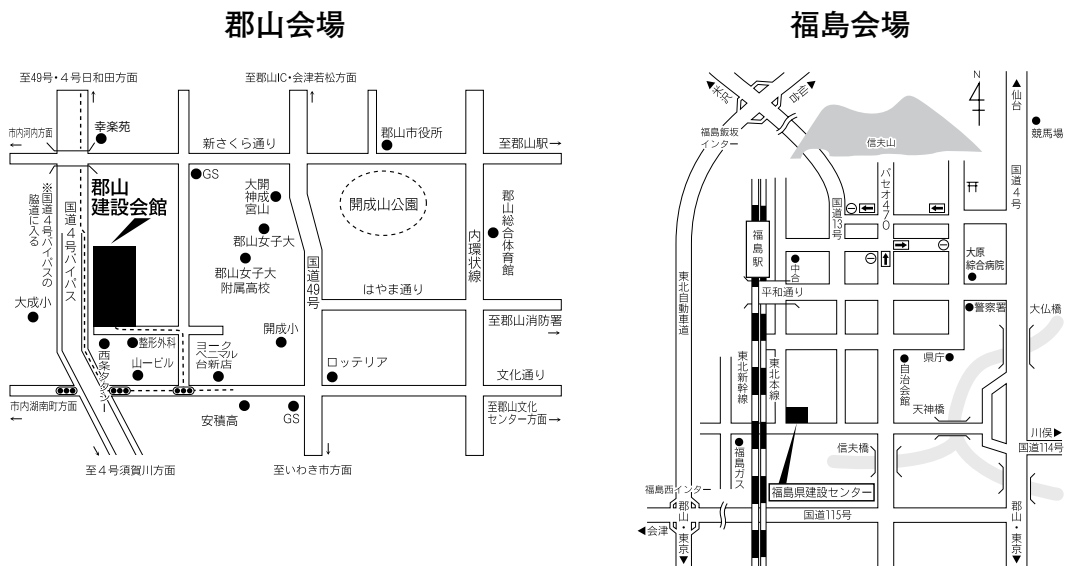 郡山会場
至49号・4号日和田方面
至郡山IC・会津若松方面
市内河内方面
←
幸楽苑
新さくら通り
郡山市役所
至郡山駅→
GS
郡山
建設会館
※国道4号バイパスの
脇道に入る
国道4号バイパス
大開
神成
宮山
郡山女子大
郡山女子大
附属高校
開成山公園
郡山総合体育館
内環状線
国道49号
はやま通り
大成小
開成小
至郡山消防署
→
整形外科
山一ビル
西条タクシー
ヨーク
ベニマル
台新店
ロッテリア
文化通り
市内湖南町方面
←
安積高
GS
至郡山文化
センター方面→
至4号須賀川方面
至いわき市方面
福島会場
米沢
仙台
N
▲仙台
競馬場
福島飯坂
インター
信夫山
国道4号
国道13号
パセオ470
福島駅
中合
平和通り
大原
綜合病院
警察署
大仏橋
東北自動車道
東北新幹線
東北本線
県庁
自治会館
天神橋
川俣▶
国道114号
福島ガス
信夫橋
福島西インター
福島県建設センター
国道115号
◀会津
郡山・東京▼
郡山・東京▼